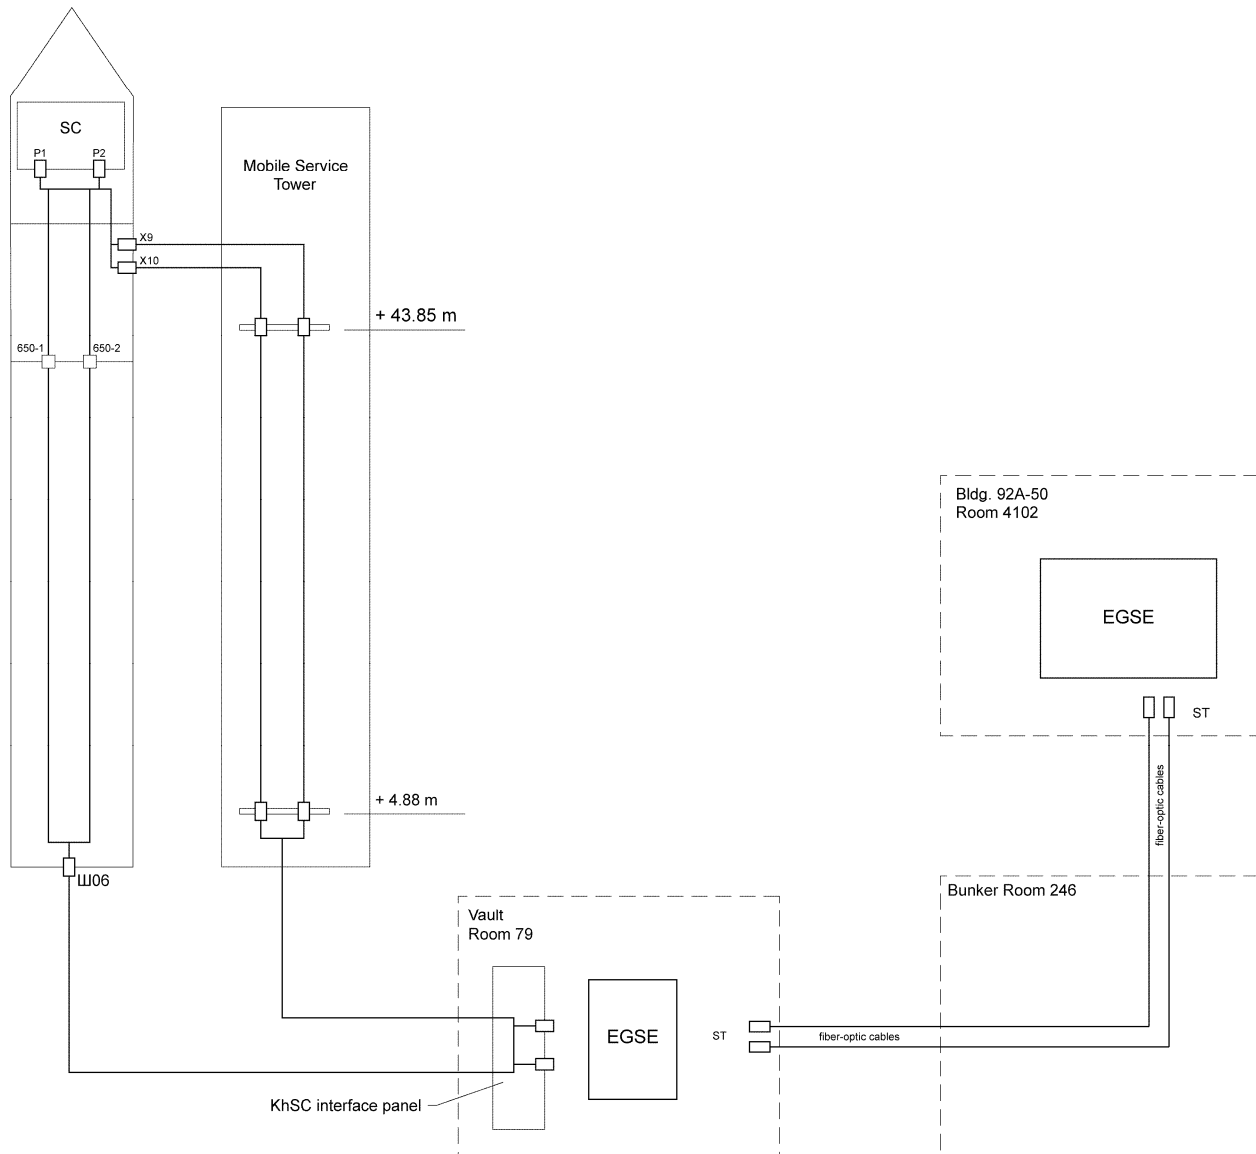 SC
P1
P2
Mobile Service
Tower
X9
X10
+ 43.85 m
650-1
650-2
Bldg. 92A-50
Room 4102
EGSE
ST
fiber-optic cables
+ 4.88 m
Ш06
Bunker Room 246
Vault
Room 79
EGSE
ST
fiber-optic cables
KhSC interface panel